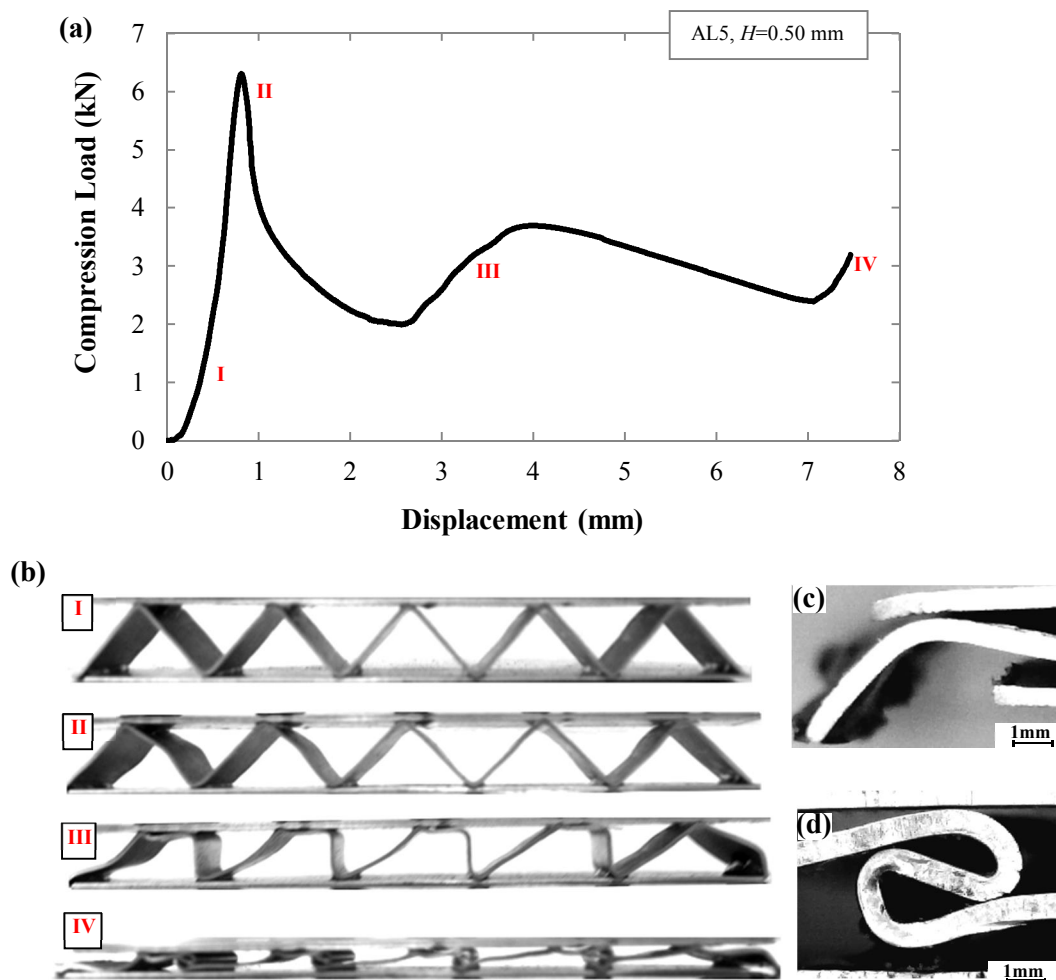 (a)
AL5, H=0.50 mm
Compression Load (kN)
7
6
5
4
3
2
1
0
II
III
IV
I
0 1 2 3 4 5 6 7 8
Displacement (mm)
(b)
I
II
III
IV
(c)
1mm
(d)
1mm